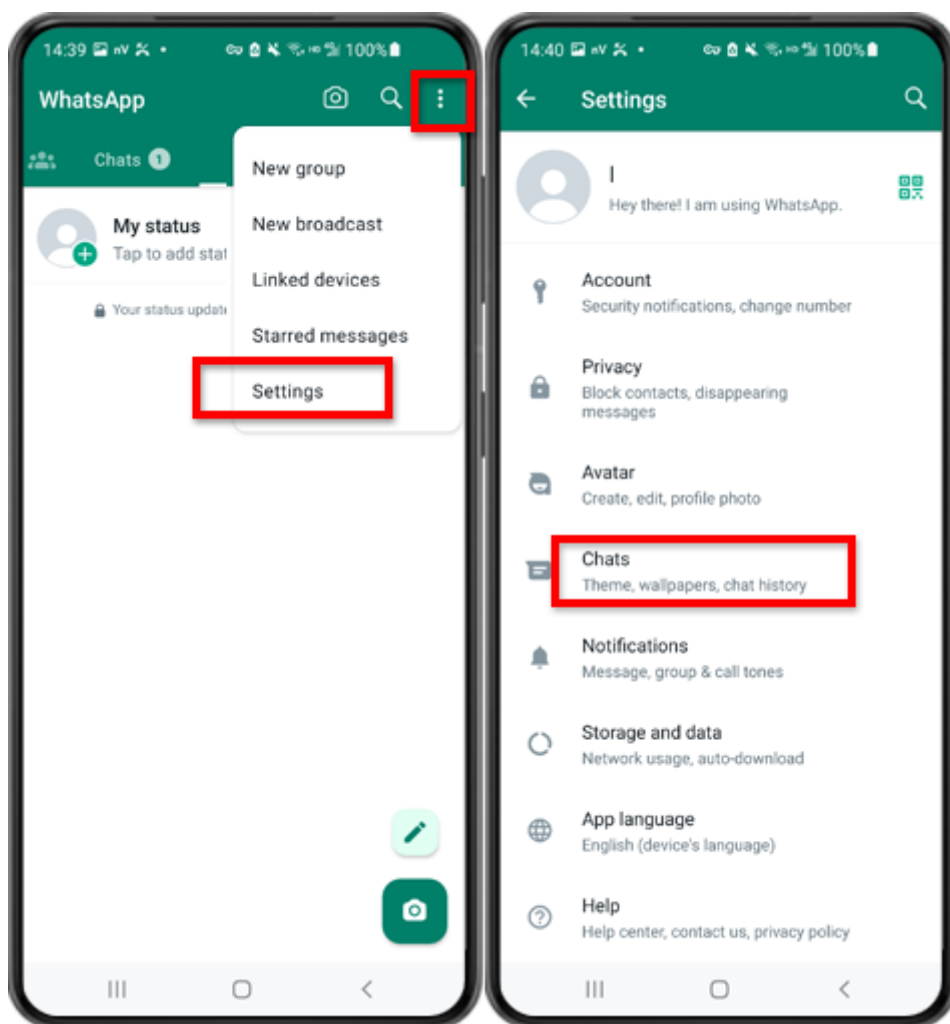 14:39
100%
WhatsApp
Chats 1
New group
New broadcast
Linked devices
Starred messages
Settings
My status
Tap to add stat
Your status updat
14:40
100%
Settings
l
Hey there! I am using WhatsApp.
Account
Security notifications, change number
Privacy
Block contacts, disappearing
messages
Avatar
Create, edit, profile photo
Chats
Theme, wallpapers, chat history
Notifications
Message, group & call tones
Storage and data
Network usage, auto-download
App language
English (device's language)
Help
Help center, contact us, privacy policy